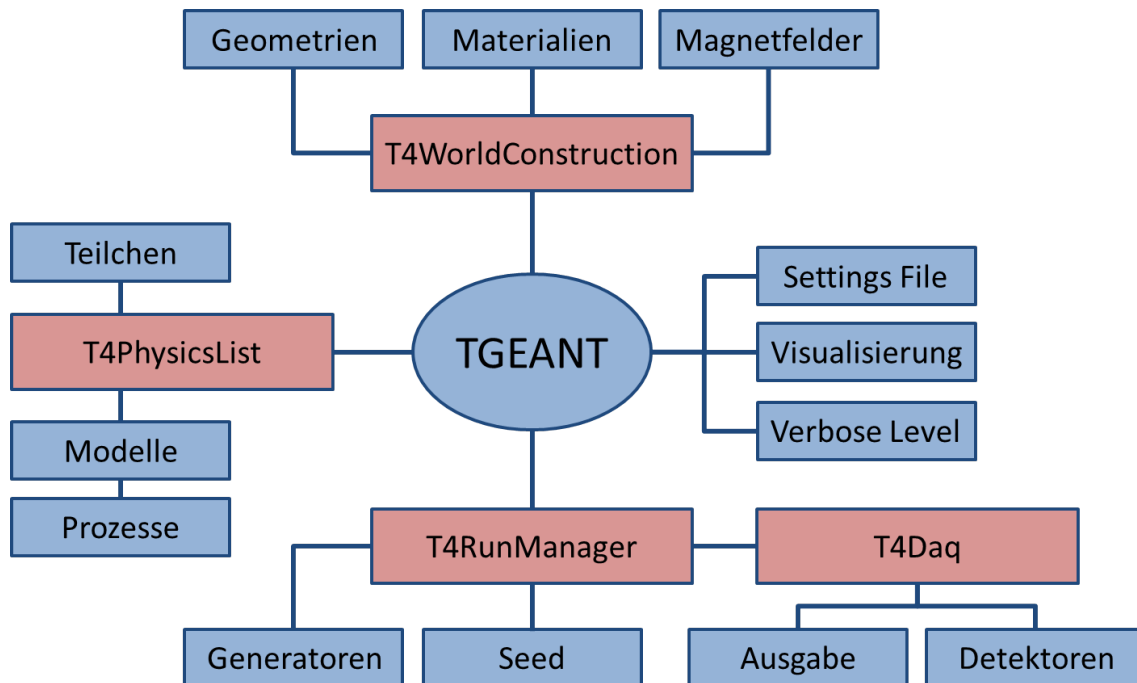 Geometrien
Materialien
Magnetfelder
T4WorldConstruction
Teilchen
T4PhysicsList
Modelle
Prozesse
TGEANT
Settings File
Visualisierung
Verbose Level
T4RunManager
T4Daq
Generatoren
Seed
Ausgabe
Detektoren